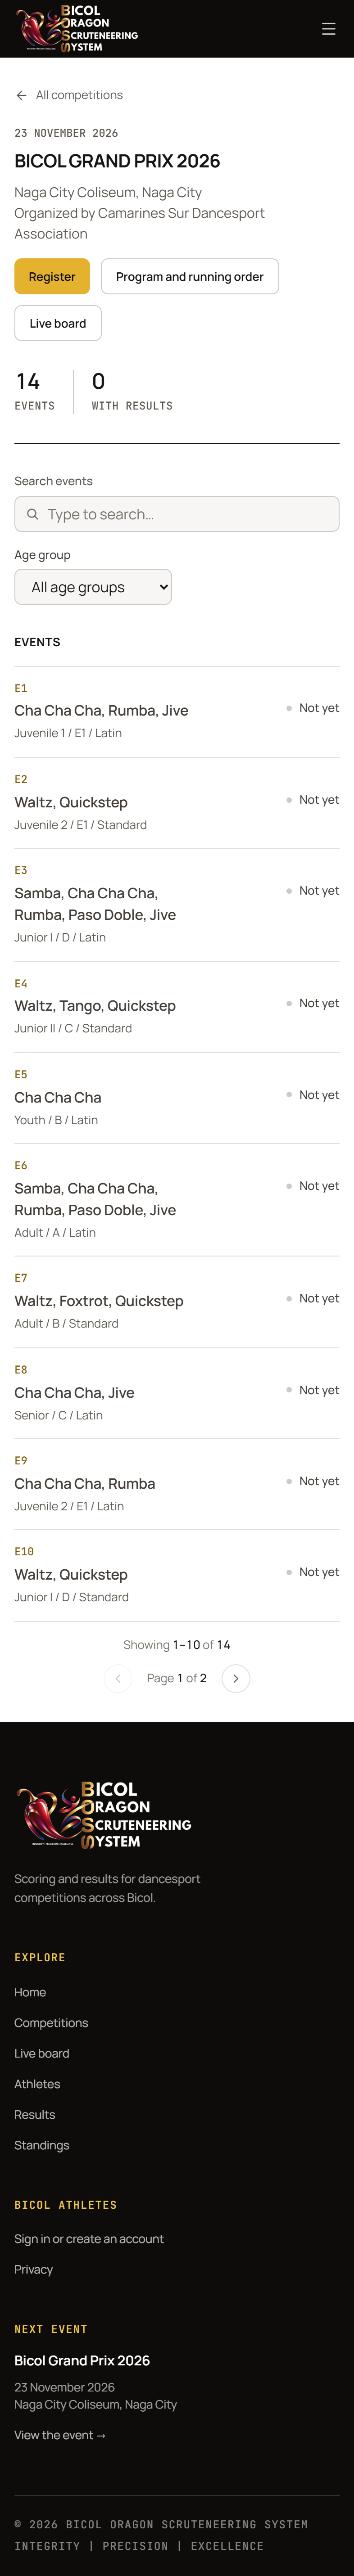 BICOL
DRAGON
SCRUTENEERING
SYSTEM
← All competitions
23 NOVEMBER 2026
BICOL GRAND PRIX 2026
Naga City Coliseum, Naga City
Organized by Camarines Sur Dancesport
Association
Register
Program and running order
Live board
14
EVENTS
0
WITH RESULTS
Search events
Type to search...
Age group
All age groups
EVENTS
E1
Cha Cha Cha, Rumba, Jive
Not yet
Juvenile 1 / E1 / Latin
E2
Waltz, Quickstep
Not yet
Juvenile 2 / E1 / Standard
E3
Samba, Cha Cha Cha,
Rumba, Paso Doble, Jive
Not yet
Junior I / D / Latin
E4
Waltz, Tango, Quickstep
Not yet
Junior II / C / Standard
E5
Cha Cha Cha
Not yet
Youth / B / Latin
E6
Samba, Cha Cha Cha,
Rumba, Paso Doble, Jive
Not yet
Adult / A / Latin
E7
Waltz, Foxtrot, Quickstep
Not yet
Adult / B / Standard
E8
Cha Cha Cha, Jive
Not yet
Senior / C / Latin
E9
Cha Cha Cha, Rumba
Not yet
Juvenile 2 / E1 / Latin
E10
Waltz, Quickstep
Not yet
Junior I / D / Standard
Showing 1–10 of 14
Page 1 of 2
BICOL
DRAGON
SCRUTENEERING
SYSTEM
Scoring and results for dancesport
competitions across Bicol.
EXPLORE
Home
Competitions
Live board
Athletes
Results
Standings
BICOL ATHLETES
Sign in or create an account
Privacy
NEXT EVENT
Bicol Grand Prix 2026
23 November 2026
Naga City Coliseum, Naga City
View the event →
© 2026 BICOL DRAGON SCRUTENEERING SYSTEM
INTEGRITY | PRECISION | EXCELLENCE